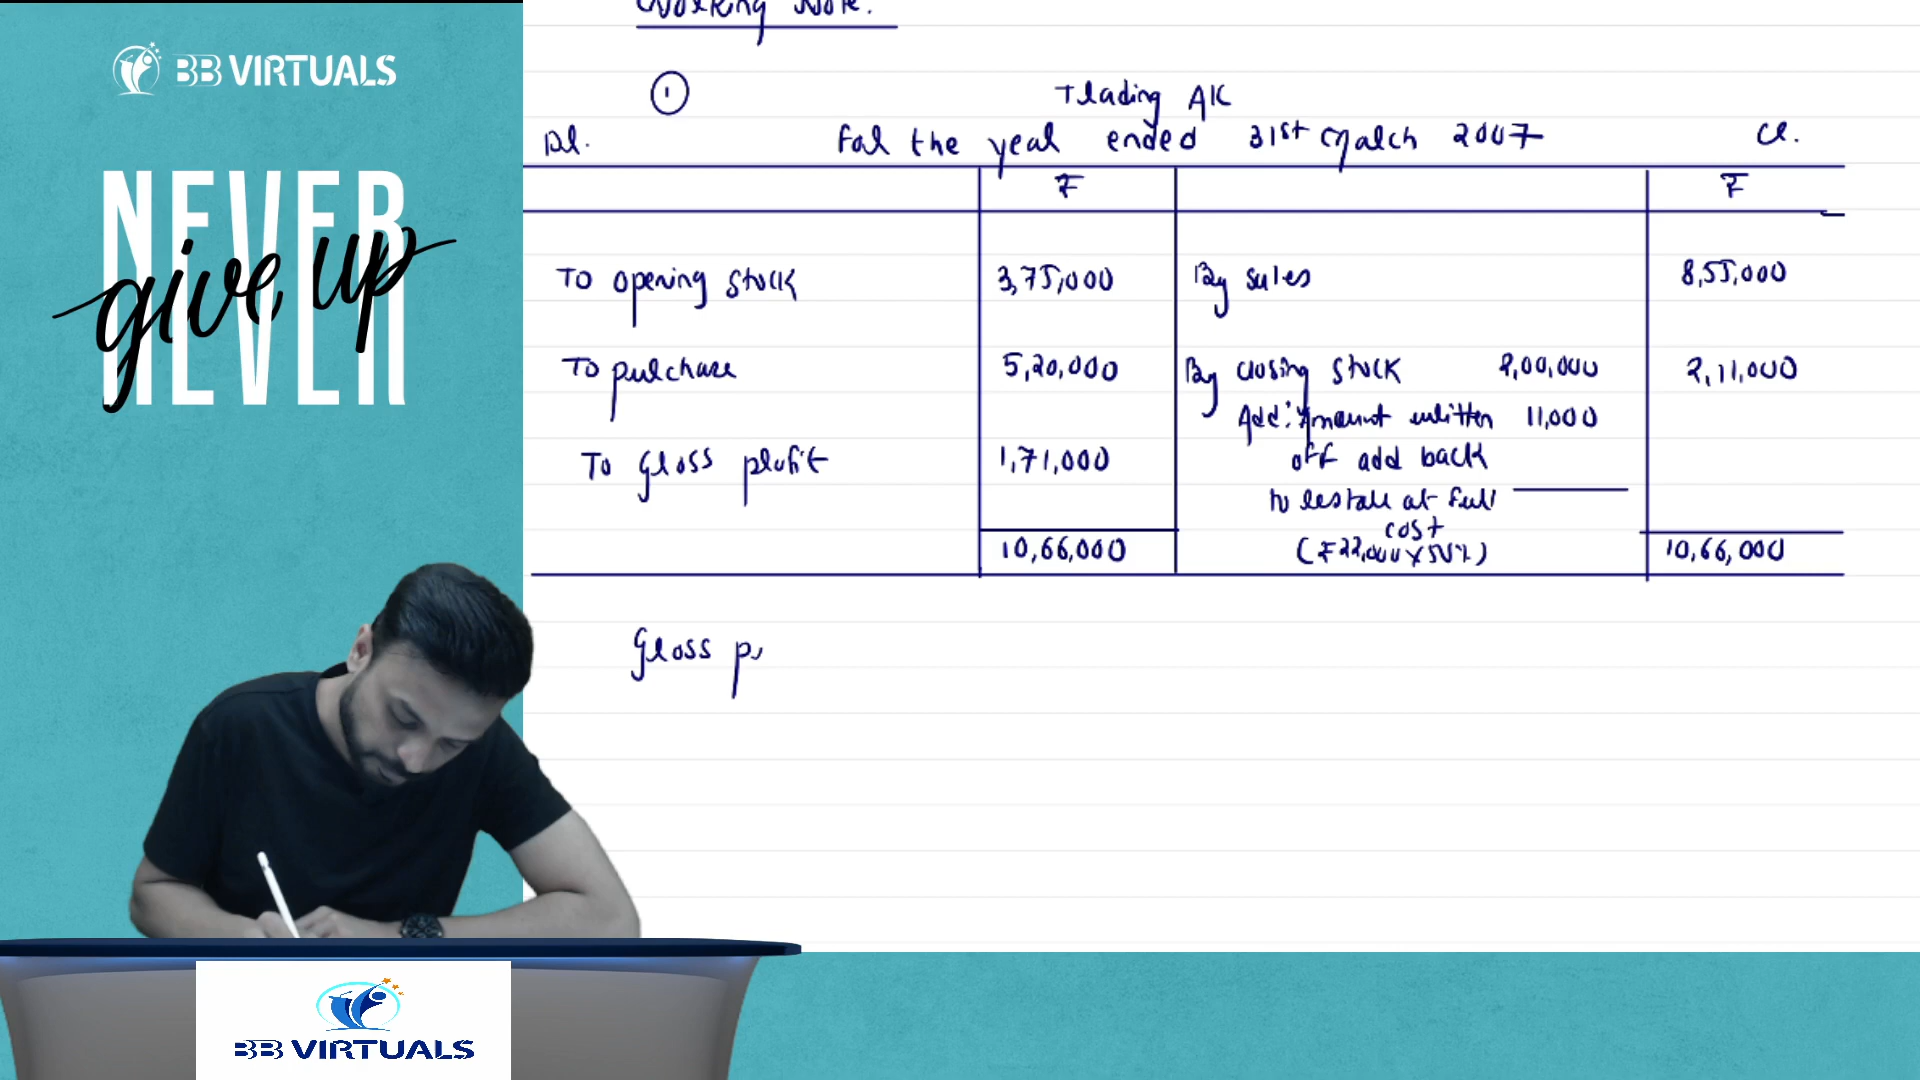 BB VIRTUALS
NEVER
give up
NEVER
Working Note:
1
Trading A/c
Dr. For the year ended 31st March 2007 Cr.
₹ ₹
To opening stock 3,75,000 By sales 8,55,000
To purchase 5,20,000 By closing stock 2,00,000 2,11,000
Add: Amount written 11,000
To Gross profit 1,71,000 off add back
to restate at full
cost
10,66,000 (₹22,000 x 50%) 10,66,000
Gross p
BB VIRTUALS